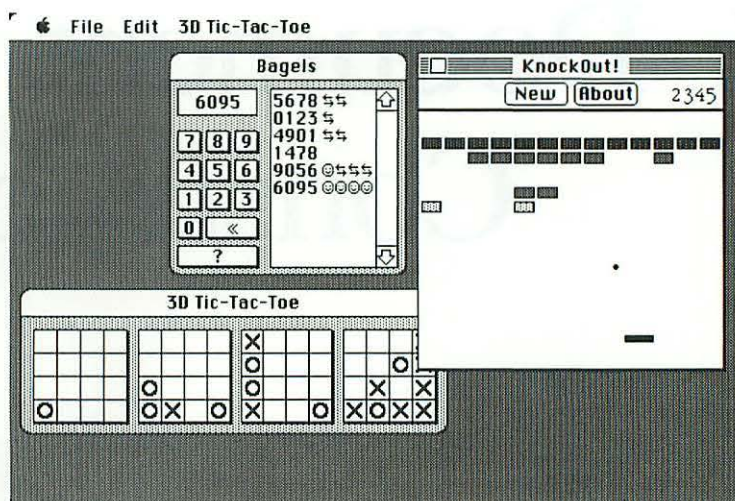 File Edit 3D Tic-Tac-Toe
Bagels
6095
7 8 9
4 5 6
1 2 3
0 «
?
5678 ⇆⇆
0123 ⇆
4901 ⇆⇆
1478
9056 ☺⇆⇆⇆
6095 ☺☺☺☺
KnockOut!
New About 2345
3D Tic-Tac-Toe
X
O
O O X
O O X O X O X O X X